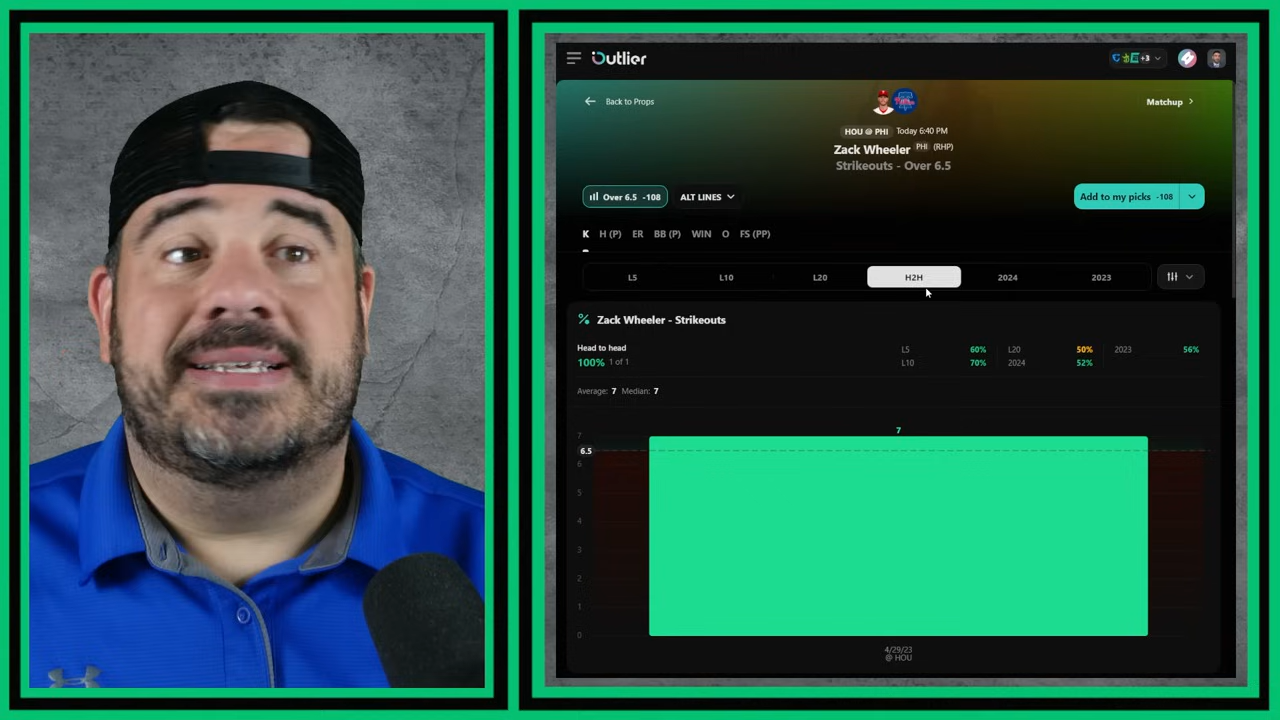 Outlier
+3
Back to Props
Matchup
HOU @ PHI Today 6:40 PM
Zack Wheeler PHI (RHP)
Strikeouts - Over 6.5
Over 6.5 -108
ALT LINES
Add to my picks -108
K H (P) ER BB (P) WIN O FS (PP)
L5 L10 L20 H2H 2024 2023
% Zack Wheeler - Strikeouts
Head to head
100% 1 of 1
L5 60% L20 50% 2023 56%
L10 70% 2024 52%
Average: 7 Median: 7
7
7
6.5
6
5
4
3
2
1
0
4/29/23
@ HOU